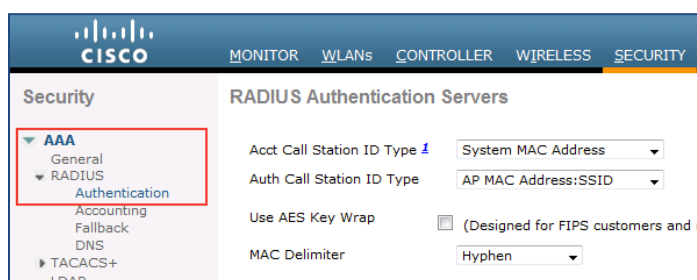 CISCO
MONITOR WLANs CONTROLLER WIRELESS SECURITY
Security
AAA
General
RADIUS
Authentication
Accounting
Fallback
DNS
TACACS+
LDAP
RADIUS Authentication Servers
Acct Call Station ID Type 1 System MAC Address
Auth Call Station ID Type AP MAC Address:SSID
Use AES Key Wrap (Designed for FIPS customers and
MAC Delimiter Hyphen